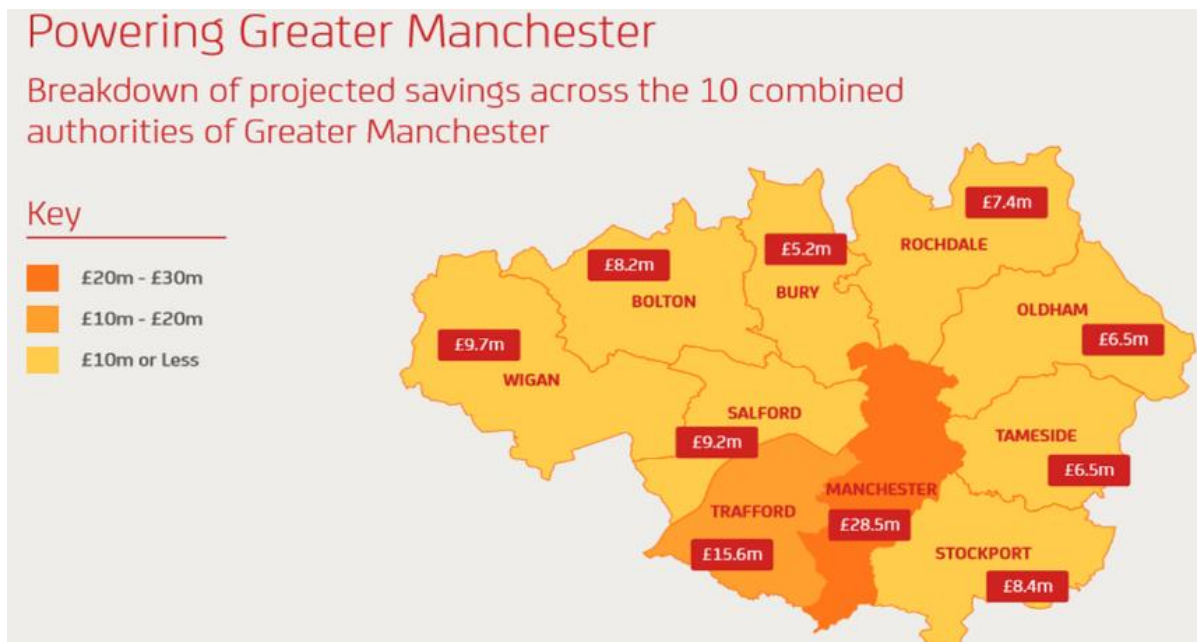 Powering Greater Manchester
Breakdown of projected savings across the 10 combined
authorities of Greater Manchester
Key
£20m - £30m
£10m - £20m
£10m or Less
£7.4m
ROCHDALE
£5.2m
BURY
£8.2m
BOLTON
OLDHAM
£6.5m
£9.7m
WIGAN
SALFORD
£9.2m
TAMESIDE
£6.5m
MANCHESTER
£28.5m
TRAFFORD
£15.6m
STOCKPORT
£8.4m